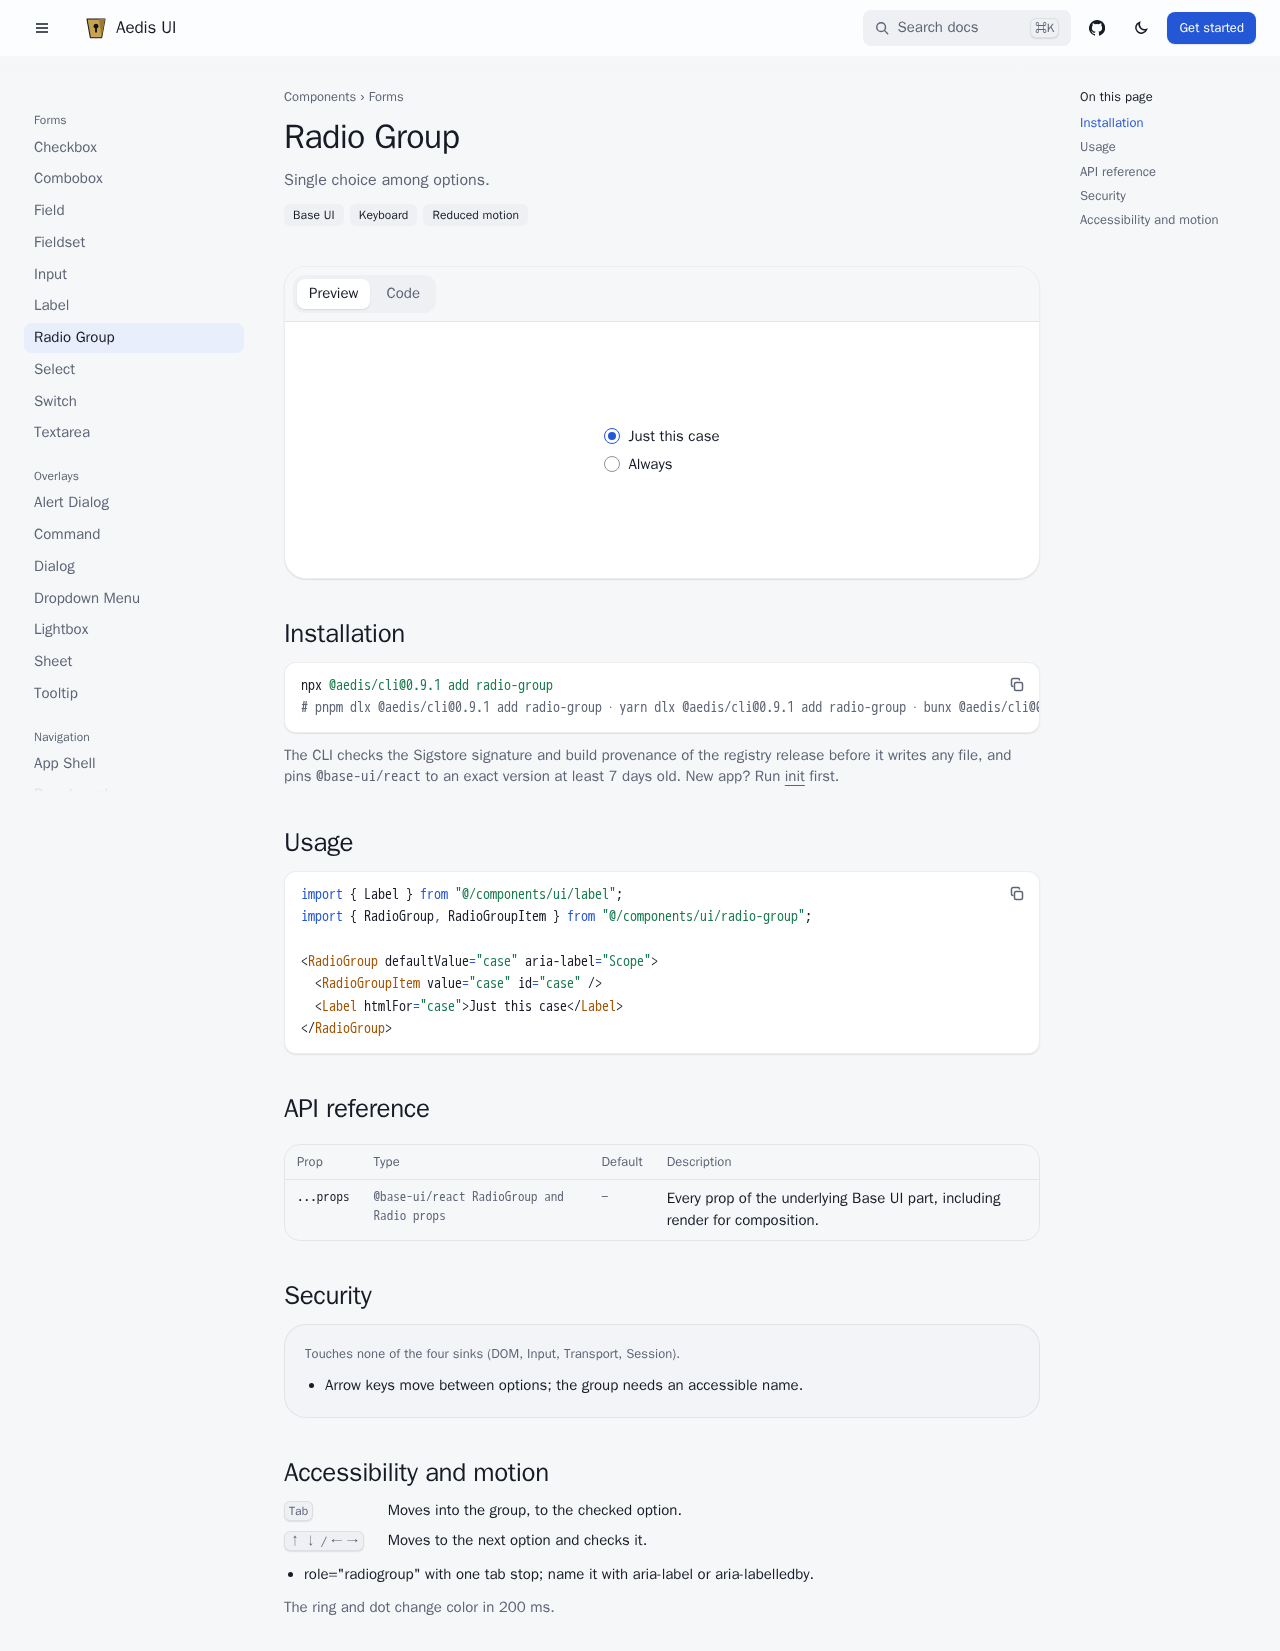 Aedis UI
Search docs
⌘K
Get started
Forms
Checkbox
Combobox
Field
Fieldset
Input
Label
Radio Group
Select
Switch
Textarea
Overlays
Alert Dialog
Command
Dialog
Dropdown Menu
Lightbox
Sheet
Tooltip
Navigation
App Shell
Components › Forms
Radio Group
Single choice among options.
Base UI
Keyboard
Reduced motion
Preview
Code
Just this case
Always
Installation
npx @aedis/cli@0.9.1 add radio-group
# pnpm dlx @aedis/cli@0.9.1 add radio-group · yarn dlx @aedis/cli@0.9.1 add radio-group · bunx @aedis/cli@
The CLI checks the Sigstore signature and build provenance of the registry release before it writes any file, and
pins @base-ui/react to an exact version at least 7 days old. New app? Run init first.
Usage
import { Label } from "@/components/ui/label";
import { RadioGroup, RadioGroupItem } from "@/components/ui/radio-group";
<RadioGroup defaultValue="case" aria-label="Scope">
<RadioGroupItem value="case" id="case" />
<Label htmlFor="case">Just this case</Label>
</RadioGroup>
API reference
Prop Type Default Description
...props @base-ui/react RadioGroup and – Every prop of the underlying Base UI part, including
Radio props render for composition.
Security
Touches none of the four sinks (DOM, Input, Transport, Session).
• Arrow keys move between options; the group needs an accessible name.
Accessibility and motion
Tab Moves into the group, to the checked option.
↑ ↓ / ← → Moves to the next option and checks it.
• role="radiogroup" with one tab stop; name it with aria-label or aria-labelledby.
The ring and dot change color in 200 ms.
On this page
Installation
Usage
API reference
Security
Accessibility and motion